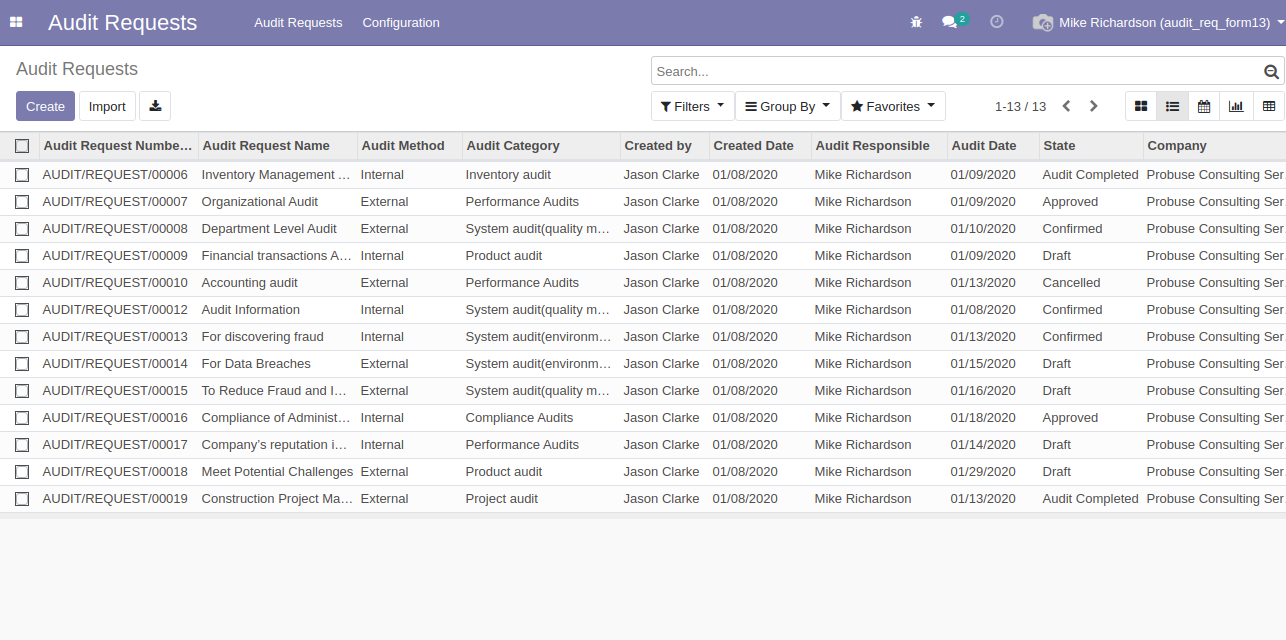 Audit Requests Audit Requests Configuration 2 Mike Richardson (audit_req_form13)
Audit Requests
Search...
Create Import Filters Group By Favorites 1-13 / 13
Audit Request Numbe... Audit Request Name Audit Method Audit Category Created by Created Date Audit Responsible Audit Date State Company
AUDIT/REQUEST/00006 Inventory Management ... Internal Inventory audit Jason Clarke 01/08/2020 Mike Richardson 01/09/2020 Audit Completed Probuse Consulting Ser
AUDIT/REQUEST/00007 Organizational Audit External Performance Audits Jason Clarke 01/08/2020 Mike Richardson 01/09/2020 Approved Probuse Consulting Ser
AUDIT/REQUEST/00008 Department Level Audit External System audit(quality m... Jason Clarke 01/08/2020 Mike Richardson 01/10/2020 Confirmed Probuse Consulting Ser
AUDIT/REQUEST/00009 Financial transactions A... Internal Product audit Jason Clarke 01/08/2020 Mike Richardson 01/09/2020 Draft Probuse Consulting Ser
AUDIT/REQUEST/00010 Accounting audit External Performance Audits Jason Clarke 01/08/2020 Mike Richardson 01/13/2020 Cancelled Probuse Consulting Ser
AUDIT/REQUEST/00012 Audit Information Internal System audit(quality m... Jason Clarke 01/08/2020 Mike Richardson 01/08/2020 Confirmed Probuse Consulting Ser
AUDIT/REQUEST/00013 For discovering fraud Internal System audit(environm... Jason Clarke 01/08/2020 Mike Richardson 01/13/2020 Confirmed Probuse Consulting Ser
AUDIT/REQUEST/00014 For Data Breaches External System audit(environm... Jason Clarke 01/08/2020 Mike Richardson 01/15/2020 Draft Probuse Consulting Ser
AUDIT/REQUEST/00015 To Reduce Fraud and I... External System audit(quality m... Jason Clarke 01/08/2020 Mike Richardson 01/16/2020 Draft Probuse Consulting Ser
AUDIT/REQUEST/00016 Compliance of Administ... Internal Compliance Audits Jason Clarke 01/08/2020 Mike Richardson 01/18/2020 Approved Probuse Consulting Ser
AUDIT/REQUEST/00017 Company's reputation i... Internal Performance Audits Jason Clarke 01/08/2020 Mike Richardson 01/14/2020 Draft Probuse Consulting Ser
AUDIT/REQUEST/00018 Meet Potential Challenges External Product audit Jason Clarke 01/08/2020 Mike Richardson 01/29/2020 Draft Probuse Consulting Ser
AUDIT/REQUEST/00019 Construction Project Ma... External Project audit Jason Clarke 01/08/2020 Mike Richardson 01/13/2020 Audit Completed Probuse Consulting Ser